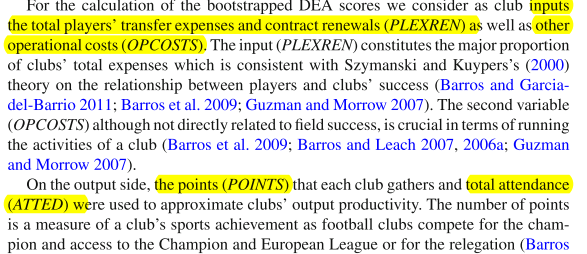 For the calculation of the bootstrapped DEA scores we consider as club inputs
the total players' transfer expenses and contract renewals (PLEXREN) as well as other
operational costs (OPCOSTS). The input (PLEXREN) constitutes the major proportion
of clubs' total expenses which is consistent with Szymanski and Kuyper's (2000)
theory on the relationship between players and clubs' success (Barros and Garcia-
del-Barrio 2011; Barros et al. 2009; Guzman and Morrow 2007). The second variable
(OPCOSTS) although not directly related to field success, is crucial in terms of running
the activities of a club (Barros et al. 2009; Barros and Leach 2007, 2006a; Guzman
and Morrow 2007).
On the output side, the points (POINTS) that each club gathers and total attendance
(ATTED) were used to approximate clubs' output productivity. The number of points
is a measure of a club's sports achievement as football clubs compete for the cham-
pion and access to the Champion and European League or for the relegation (Barros